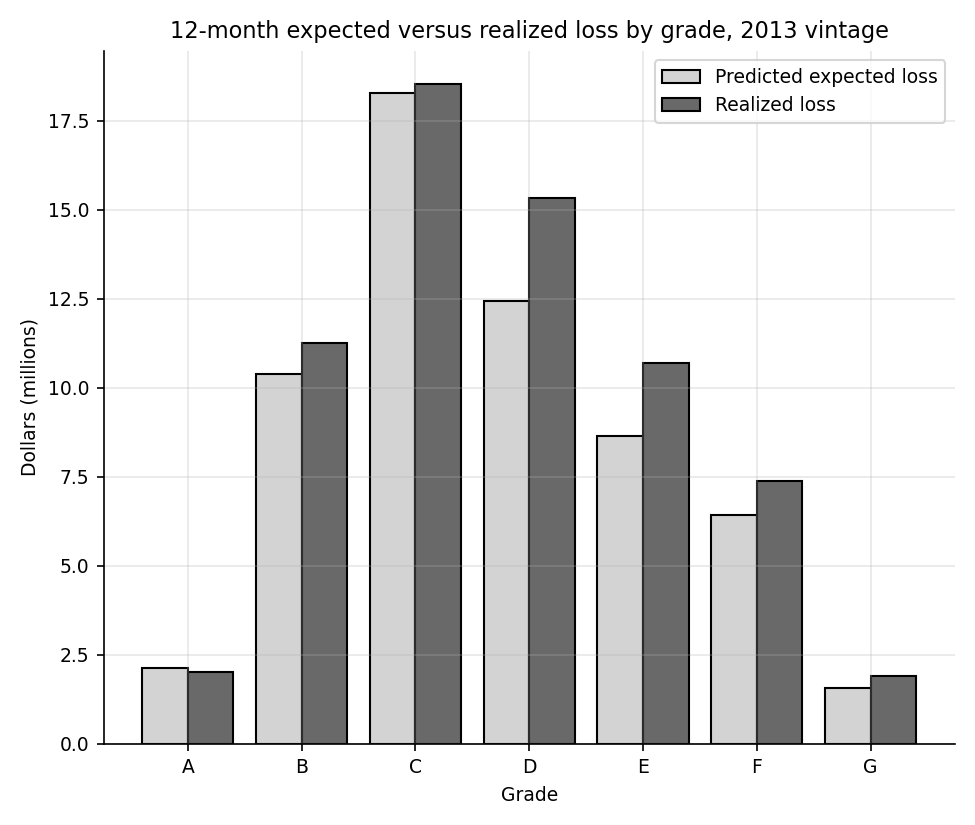 12-month expected versus realized loss by grade, 2013 vintage
Predicted expected loss
Realized loss
Dollars (millions)
17.5
15.0
12.5
10.0
7.5
5.0
2.5
0.0
A B C D E F G
Grade